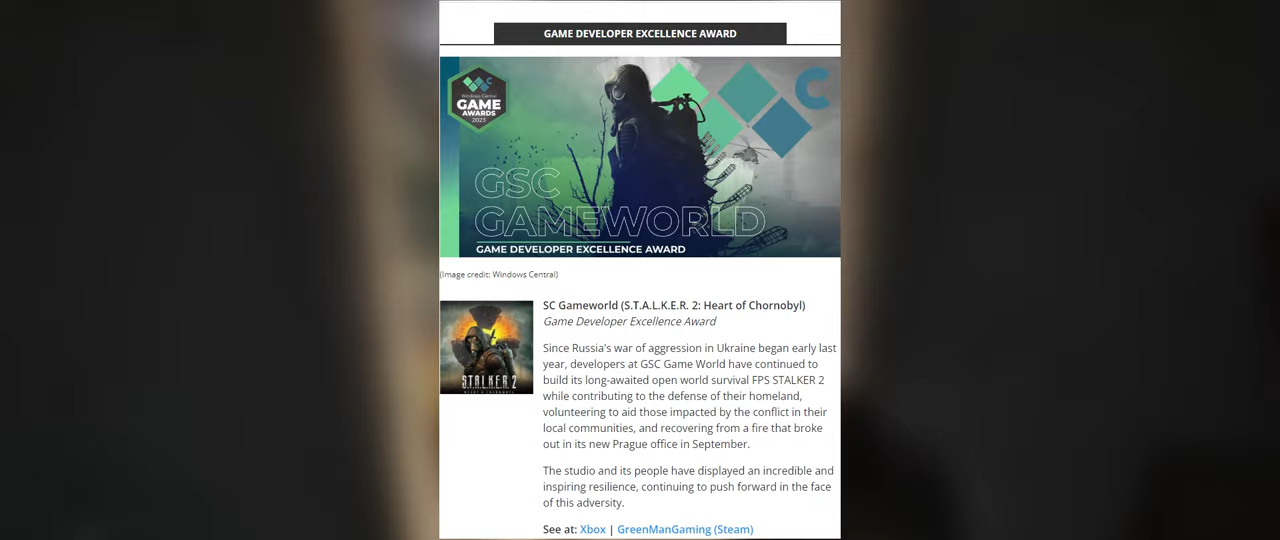 GAME DEVELOPER EXCELLENCE AWARD
Windows Central
GAME
AWARDS
2023
GSC
GAMEWORLD
GAME DEVELOPER EXCELLENCE AWARD
(Image credit: Windows Central)
S.T.A.L.K.E.R. 2
HEART OF CHORNOBYL
SC Gameworld (S.T.A.L.K.E.R. 2: Heart of Chornobyl)
Game Developer Excellence Award
Since Russia's war of aggression in Ukraine began early last
year, developers at GSC Game World have continued to
build its long-awaited open world survival FPS STALKER 2
while contributing to the defense of their homeland,
volunteering to aid those impacted by the conflict in their
local communities, and recovering from a fire that broke
out in its new Prague office in September.
The studio and its people have displayed an incredible and
inspiring resilience, continuing to push forward in the face
of this adversity.
See at: Xbox | GreenManGaming (Steam)